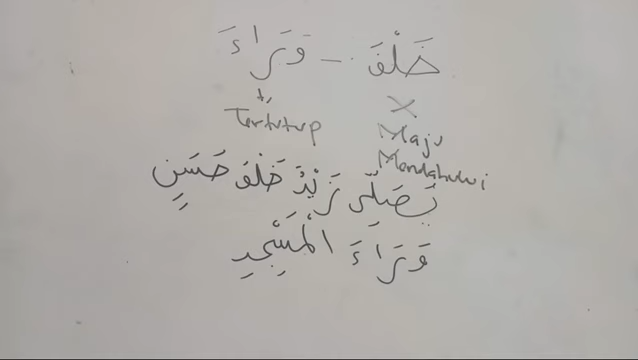 خَلْفَ - وَرَاءَ
Tertutup
Maju
Mendahului
يُصَلِّي زَيْدٌ خَلْفَ حَسَنٍ
وَرَاءَ الْمَسْجِدِ